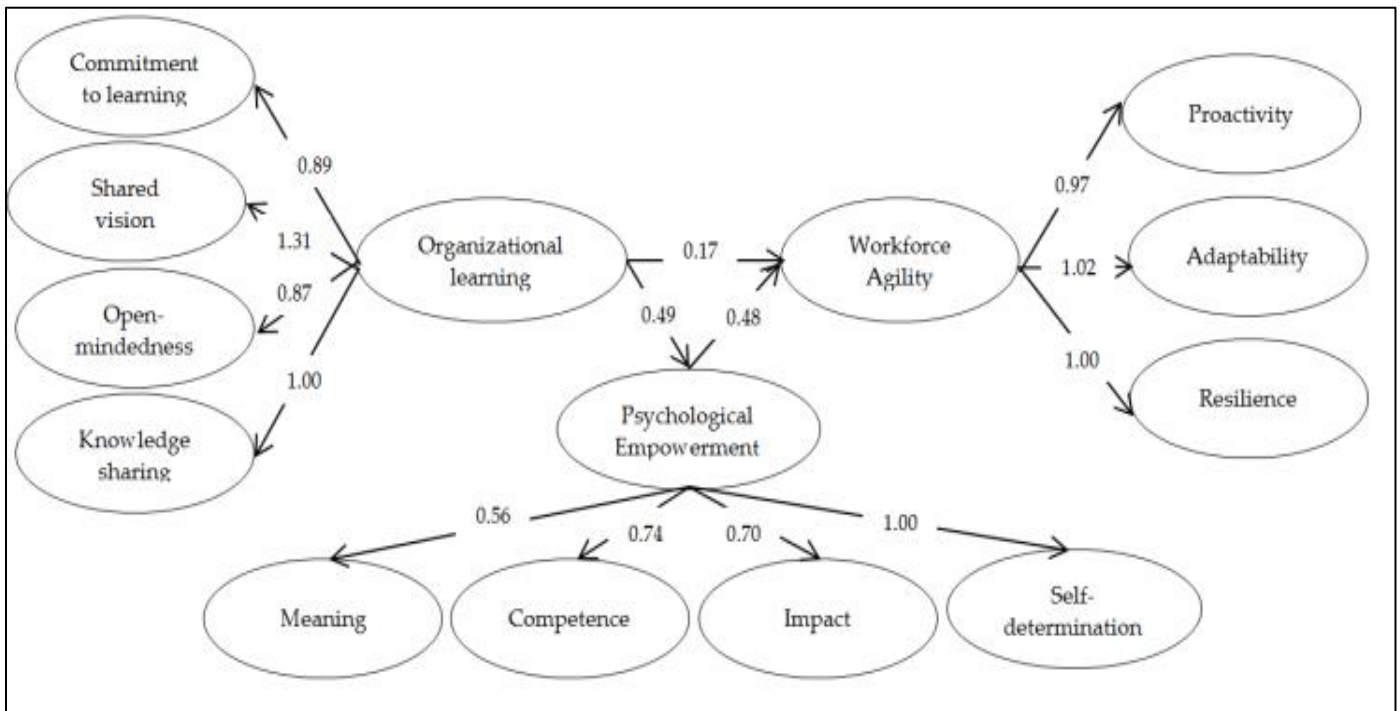 Commitment
to learning
Proactivity
0.89
0.97
Shared
vision
1.31
Organizational
learning
0.17
Workforce
Agility
1.02
Adaptability
0.87
Open-
mindedness
0.49
0.48
1.00
1.00
Resilience
Knowledge
sharing
Psychological
Empowerment
0.56
0.74
0.70
1.00
Meaning
Competence
Impact
Self-
determination